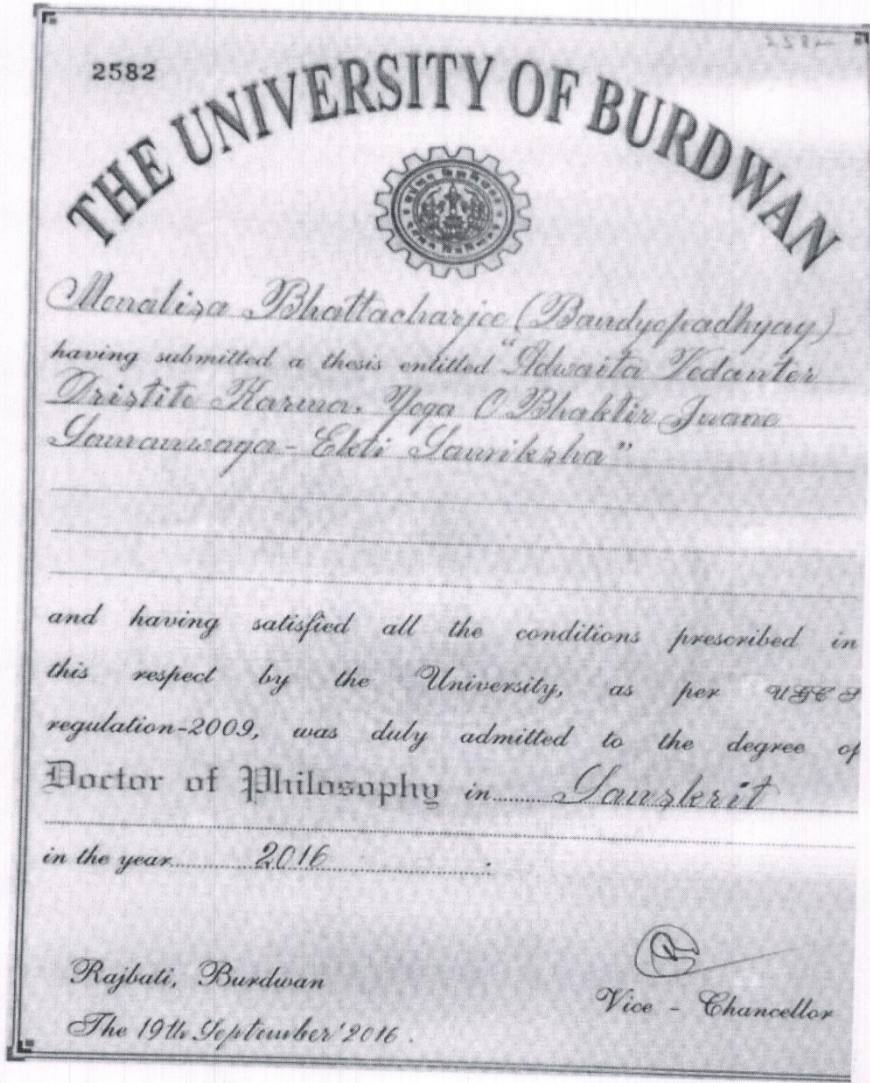 2582
THE UNIVERSITY OF BURDWAN
Monalisa Bhattacharjee (Bandyopadhyay)
having submitted a thesis entitled "Adwaita Vedanter
Dristite Karma, Yoga O Bhaktir Jnane
Samanwaya - Ekti Samiksha"
and having satisfied all the conditions prescribed in
this respect by the University, as per UGC'S
regulation-2009, was duly admitted to the degree of
Doctor of Philosophy in Sanskrit
in the year 2016
Rajbati, Burdwan
Vice - Chancellor
The 19th September' 2016.